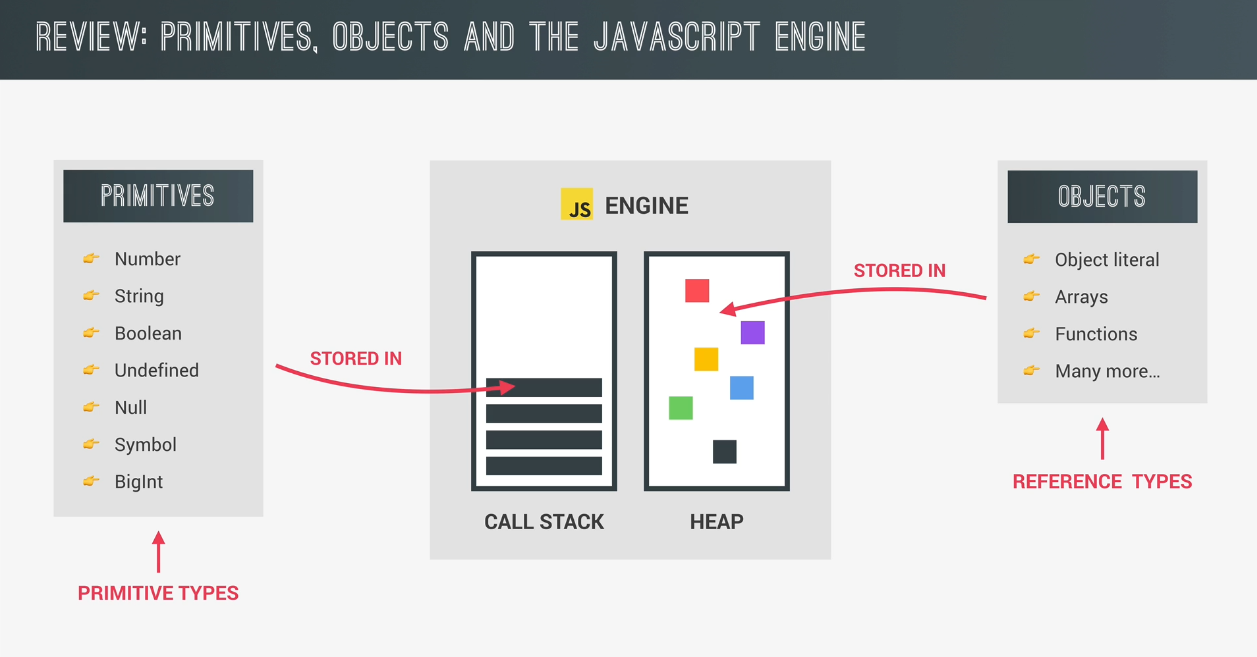 REVIEW: PRIMITIVES, OBJECTS AND THE JAVASCRIPT ENGINE
PRIMITIVES
Number
String
Boolean
Undefined
Null
Symbol
BigInt
PRIMITIVE TYPES
STORED IN
JS ENGINE
CALL STACK
HEAP
STORED IN
OBJECTS
Object literal
Arrays
Functions
Many more...
REFERENCE TYPES